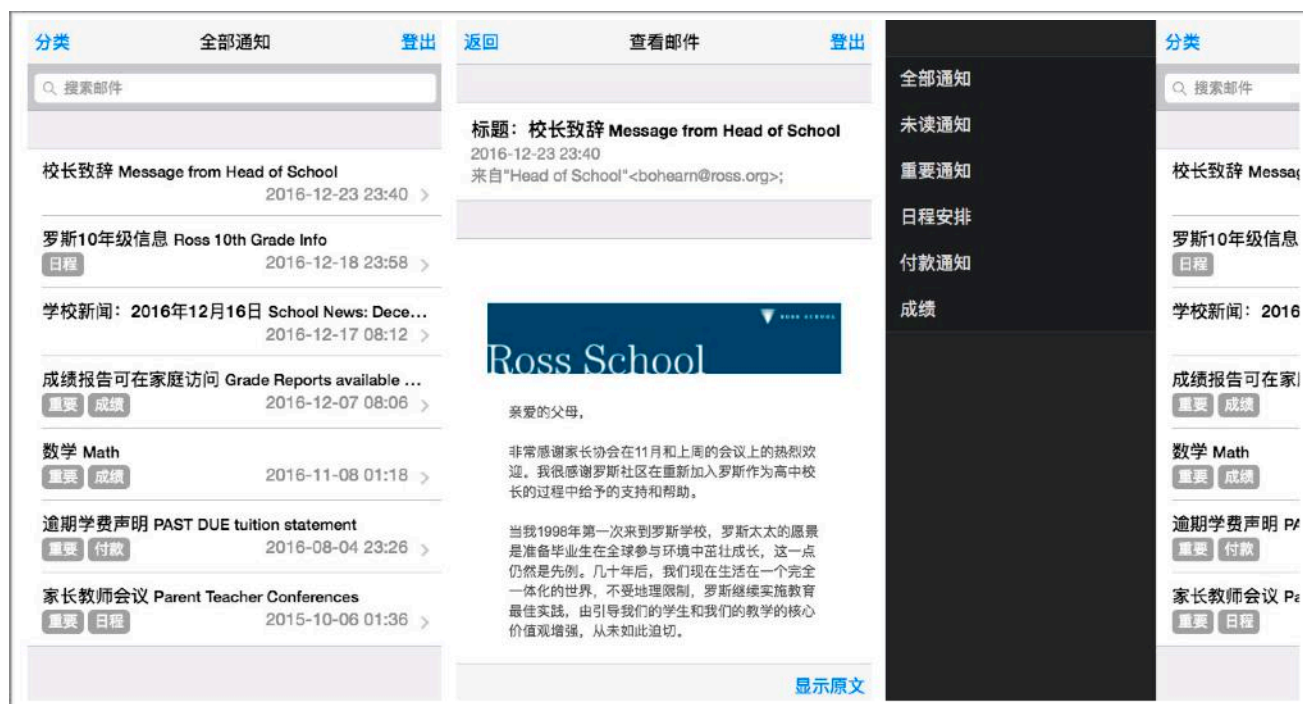 分类 全部通知 登出
搜索邮件
校长致辞 Message from Head of School
2016-12-23 23:40
罗斯10年级信息 Ross 10th Grade Info
日程 2016-12-18 23:58
学校新闻：2016年12月16日 School News: Dece...
2016-12-17 08:12
成绩报告可在家庭访问 Grade Reports available ...
重要 成绩 2016-12-07 08:06
数学 Math
重要 成绩 2016-11-08 01:18
逾期学费声明 PAST DUE tuition statement
重要 付款 2016-08-04 23:26
家长教师会议 Parent Teacher Conferences
重要 日程 2015-10-06 01:36
返回 查看邮件 登出
标题：校长致辞 Message from Head of School
2016-12-23 23:40
来自"Head of School"<bohearn@ross.org>;
ROSS SCHOOL
Ross School
亲爱的父母，
非常感谢家长协会在11月和上周的会议上的热烈欢
迎。我很感谢罗斯社区在重新加入罗斯作为高中校
长的过程中给予的支持和帮助。
当我1998年第一次来到罗斯学校，罗斯太太的愿景
是准备毕业生在全球参与环境中茁壮成长，这一点
仍然是先例。几十年后，我们现在生活在一个完全
一体化的世界，不受地理限制，罗斯继续实施教育
最佳实践，由引导我们的学生和我们的教学的核心
价值观增强，从未如此迫切。
显示原文
全部通知
未读通知
重要通知
日程安排
付款通知
成绩
分类
搜索邮件
校长致辞 Messag
罗斯10年级信息
日程
学校新闻：2016
成绩报告可在家
重要 成绩
数学 Math
重要 成绩
逾期学费声明 PA
重要 付款
家长教师会议 Pa
重要 日程